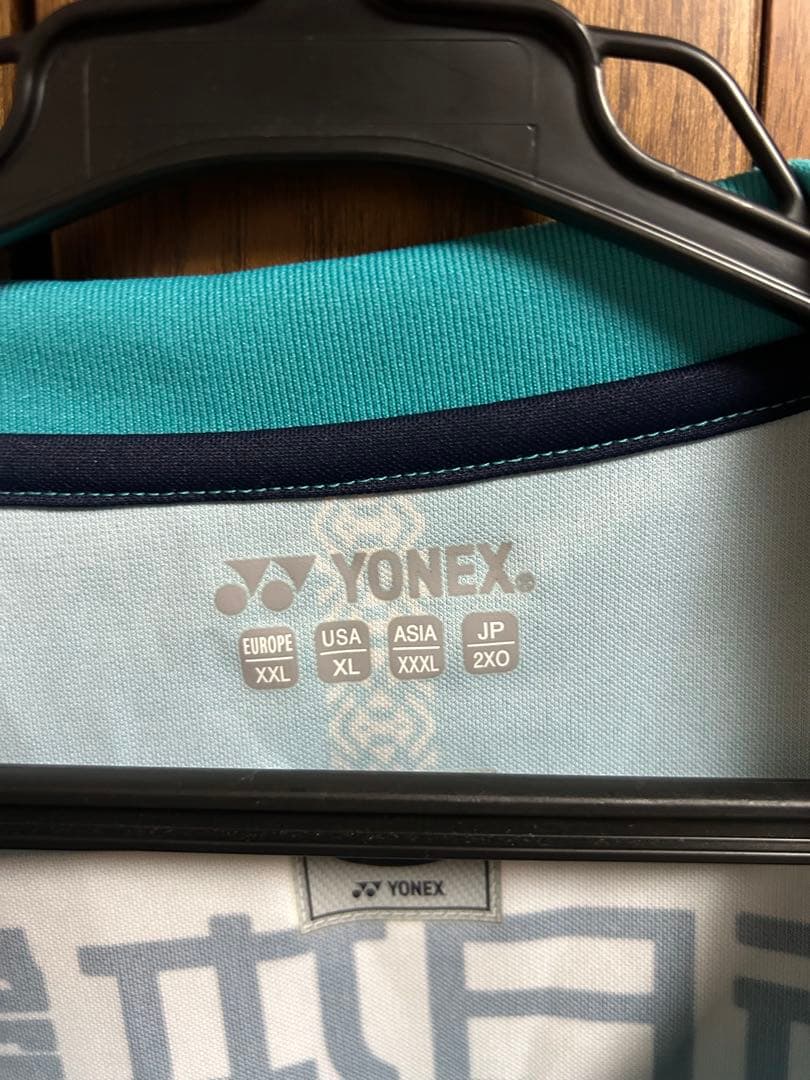 YONEX®
EUROPE USA ASIA JP
XXL XL XXXL 2XO
YONEX